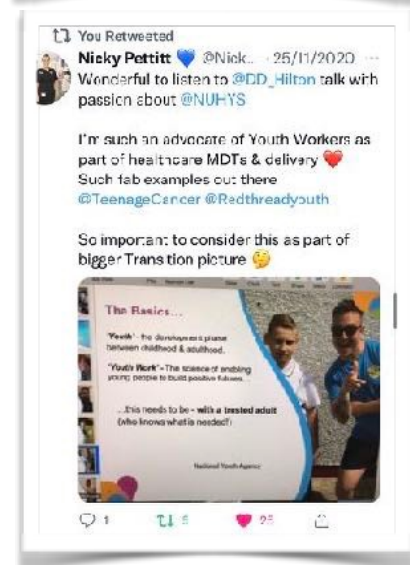 You Retweeted
Nicky Pettitt 💙 @Nick... · 25/11/2020 ...
Wonderful to listen to @DD_Hilton talk with
passion about @NUHYS
I'm such an advocate of Youth Workers as
part of healthcare MDTs & delivery ❤️
Such fab examples out there
@TeenageCancer @Redthreadyouth
So important to consider this as part of
bigger Transition picture 🤔
The Basics...
'Youth' - the development phase
between childhood & adulthood.
'Youth Work' - The science of enabling
young people to build positive futures.
...this needs to be - with a trusted adult
(who knows what is needed!)
National Youth Agency
1
5
25